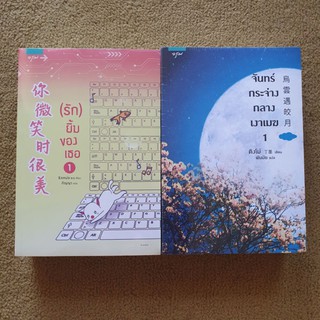 你微笑时很美
(รัก)
ยิ้ม
ของ
เธอ
1
จันทร์
กระจ่าง
กลาง
เงาเมฆ
1
烏雲遇皎月